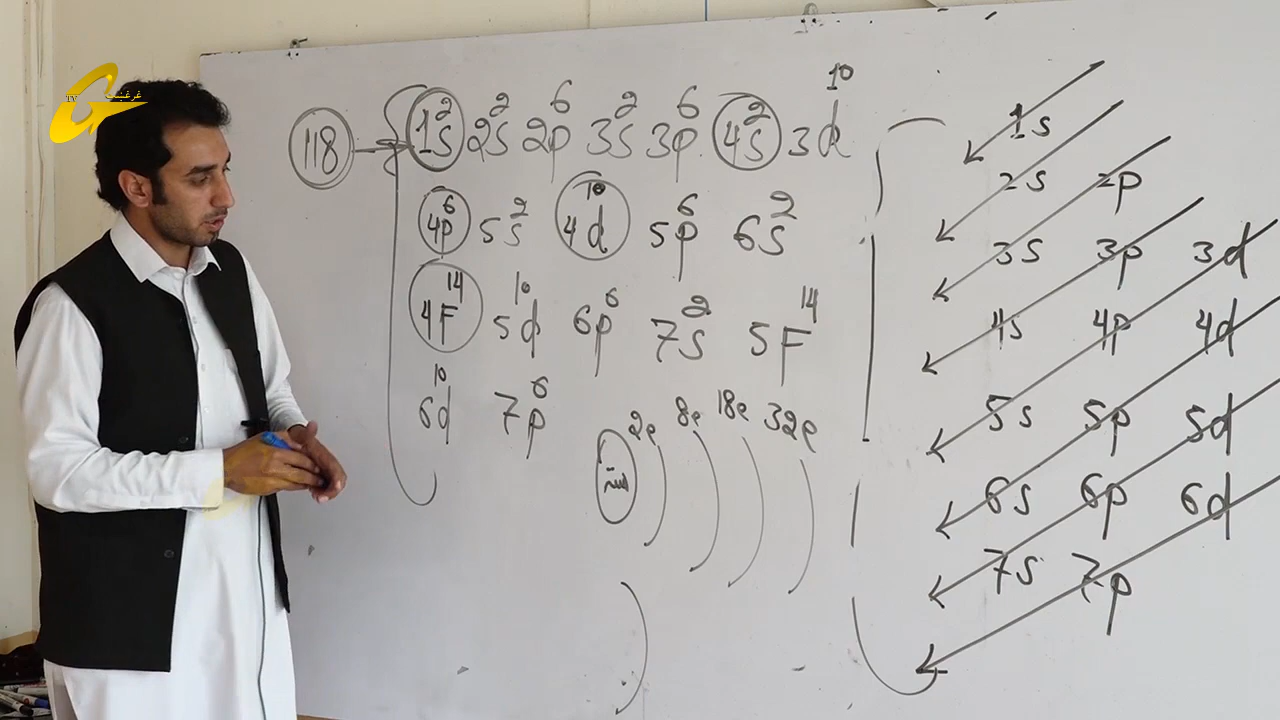 غرغښت
TV
118 → 1s² 2s² 2p⁶ 3s² 3p⁶ 4s² 3d¹⁰
4p⁶ 5s² 4d¹⁰ 5p⁶ 6s²
4F¹⁴ 5d¹⁰ 6p⁶ 7s² 5F¹⁴
6d¹⁰ 7p⁶
2e 8e 18e 32e
1s
2s 2p
3s 3p 3d
4s 4p 4d
5s 5p 5d
6s 6p 6d
7s 7p